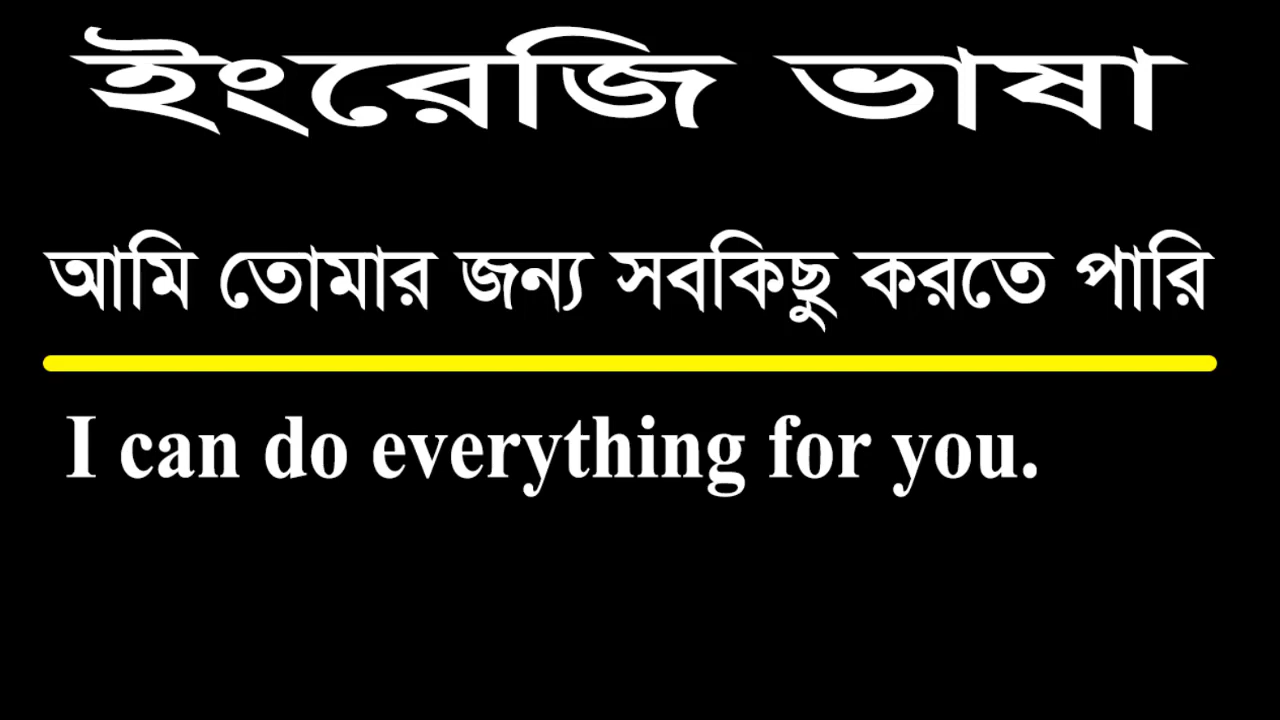 ইংরেজি ভাষা
আমি তোমার জন্য সবকিছু করতে পারি
I can do everything for you.